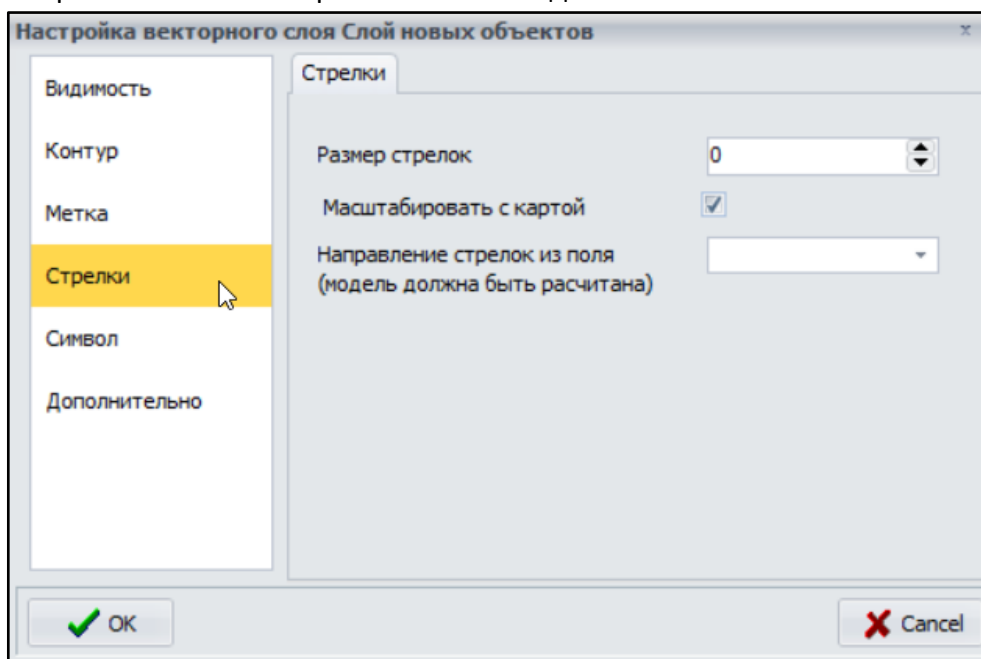 Настройка векторного слоя Слой новых объектов
x
Видимость
Контур
Метка
Стрелки
Символ
Дополнительно
Стрелки
Размер стрелок
0
Масштабировать с картой
Направление стрелок из поля
(модель должна быть расчитана)
OK
Cancel